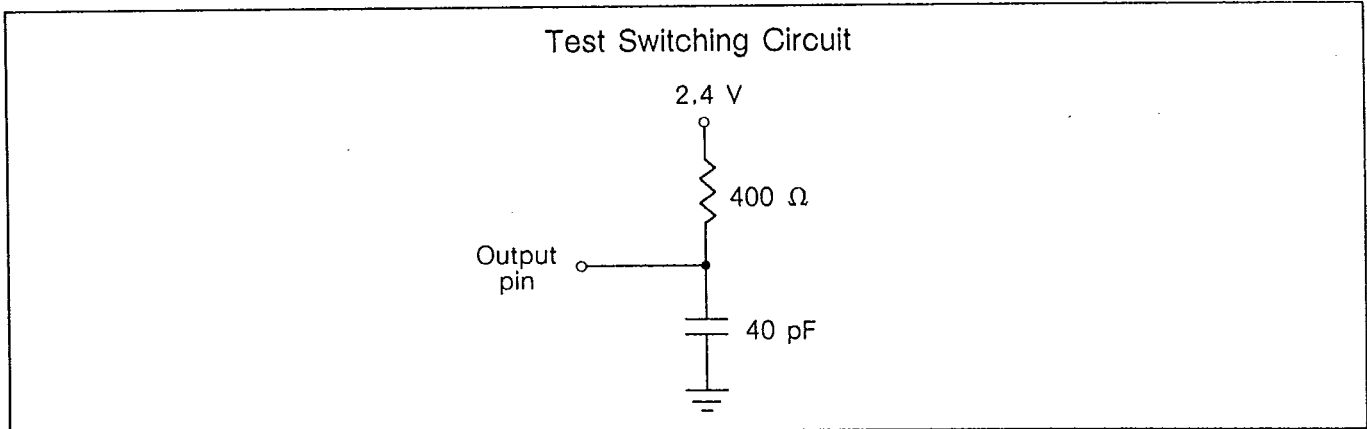 Test Switching Circuit
2.4 V
400 Ω
Output
pin
40 pF